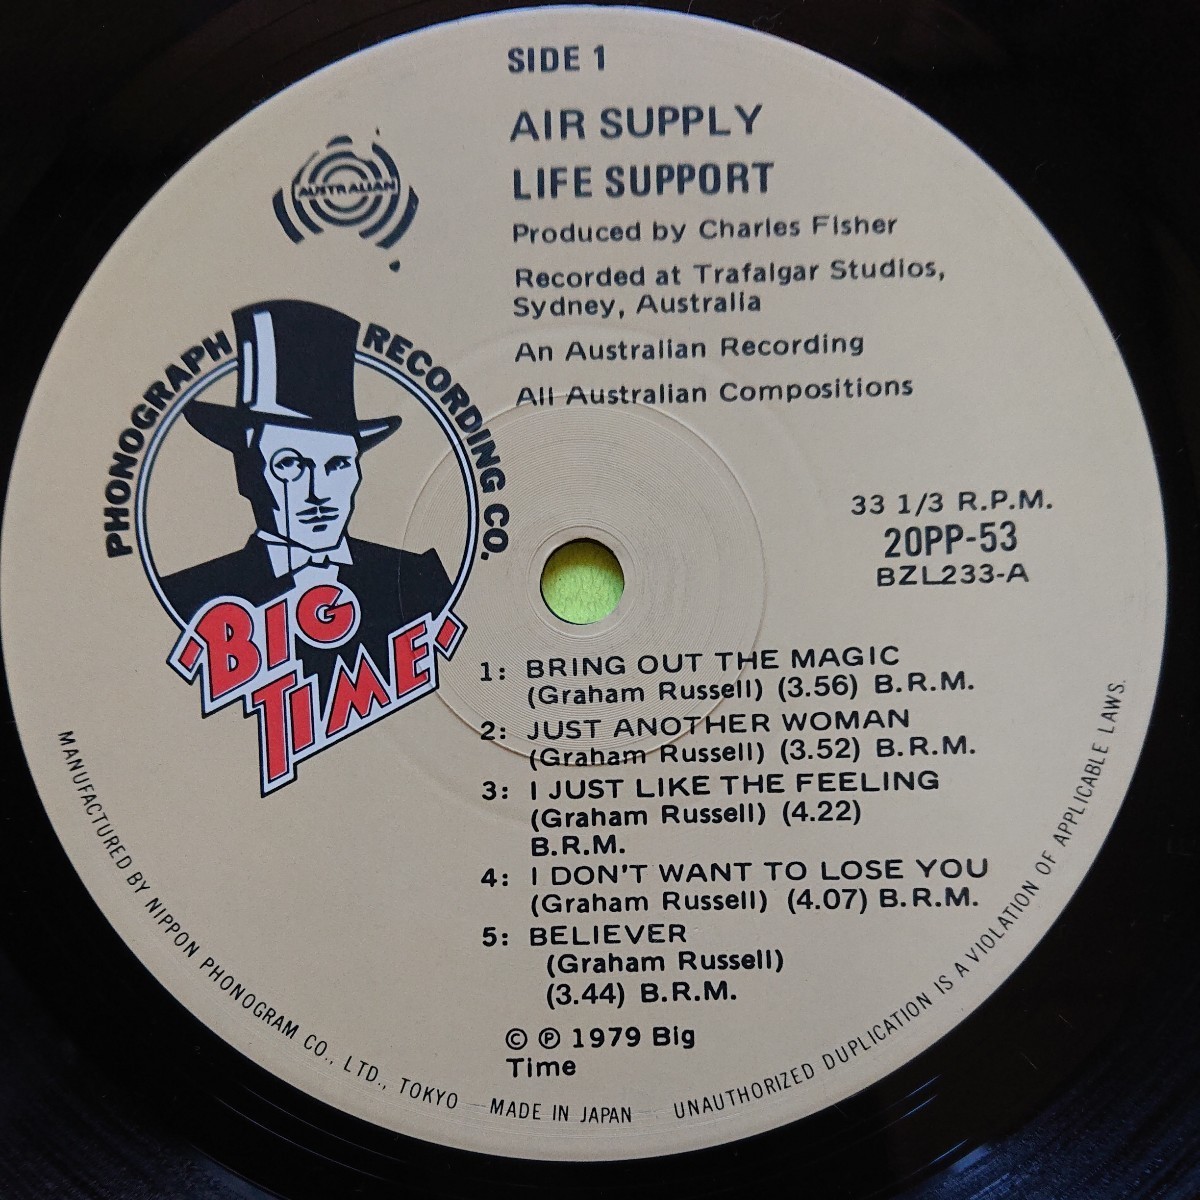 SIDE 1
AIR SUPPLY
LIFE SUPPORT
Produced by Charles Fisher
Recorded at Trafalgar Studios,
Sydney, Australia
An Australian Recording
All Australian Compositions
AUSTRALIAN
PHONOGRAPH RECORDING CO.
BIG
TIME
33 1/3 R.P.M.
20PP-53
BZL233-A
1: BRING OUT THE MAGIC
(Graham Russell) (3.56) B.R.M.
2: JUST ANOTHER WOMAN
(Graham Russell) (3.52) B.R.M.
3: I JUST LIKE THE FEELING
(Graham Russell) (4.22)
B.R.M.
4: I DON'T WANT TO LOSE YOU
(Graham Russell) (4.07) B.R.M.
5: BELIEVER
(Graham Russell)
(3.44) B.R.M.
© ℗ 1979 Big
Time
MANUFACTURED BY NIPPON PHONOGRAM CO., LTD., TOKYO MADE IN JAPAN UNAUTHORIZED DUPLICATION IS A VIOLATION OF APPLICABLE LAWS.